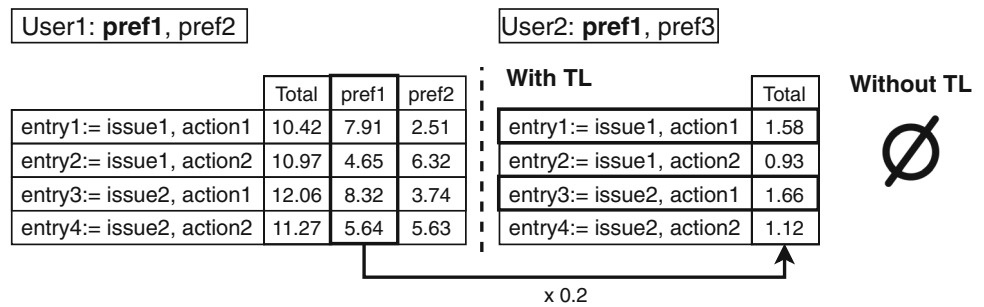 User1: pref1, pref2
User2: pref1, pref3
Total pref1 pref2
entry1:= issue1, action1 10.42 7.91 2.51
entry2:= issue1, action2 10.97 4.65 6.32
entry3:= issue2, action1 12.06 8.32 3.74
entry4:= issue2, action2 11.27 5.64 5.63
With TL
Total
entry1:= issue1, action1 1.58
entry2:= issue1, action2 0.93
entry3:= issue2, action1 1.66
entry4:= issue2, action2 1.12
Without TL
Ø
x 0.2